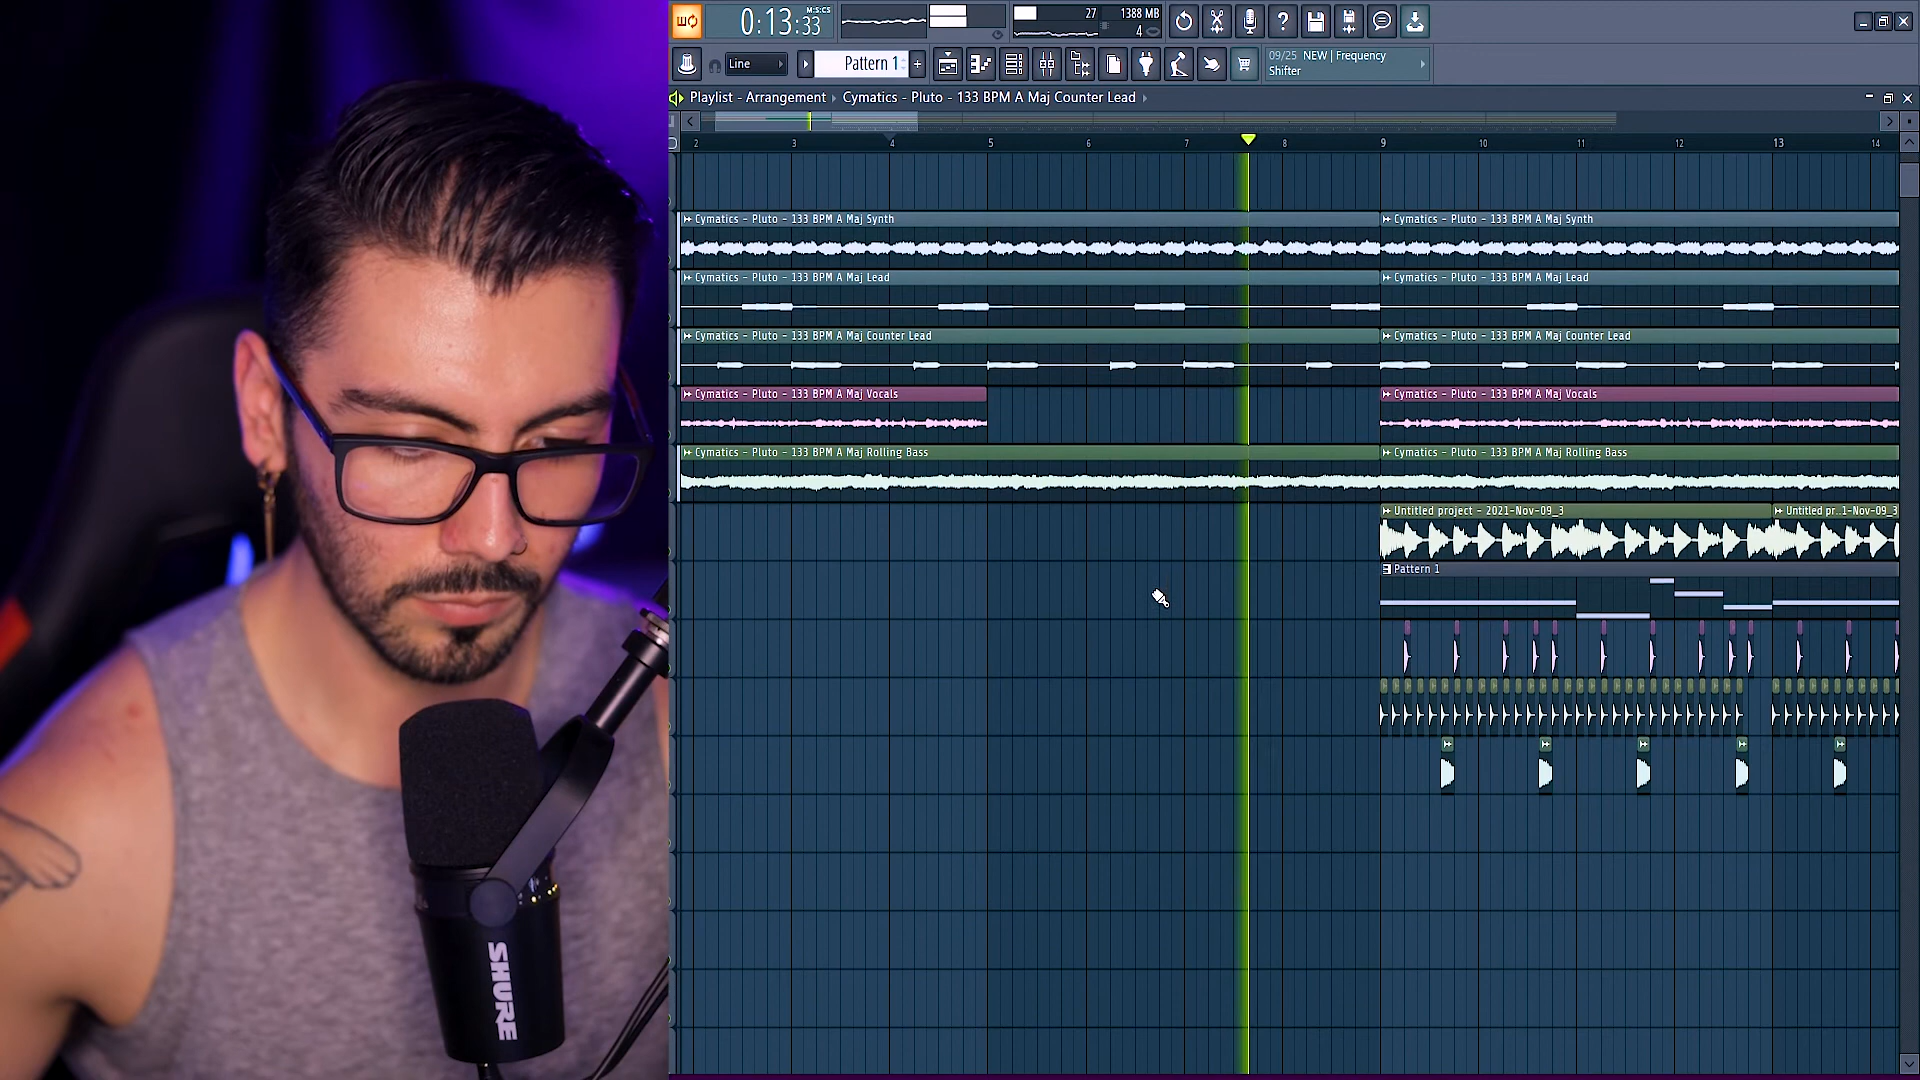 0:13:33
M:S:CS
27
1388 MB
4
Line
Pattern 1
09/25 NEW | Frequency
Shifter
Playlist - Arrangement Cymatics - Pluto - 133 BPM A Maj Counter Lead
2 3 4 5 6 7 8 9 10 11 12 13 14
Cymatics - Pluto - 133 BPM A Maj Synth
Cymatics - Pluto - 133 BPM A Maj Synth
Cymatics - Pluto - 133 BPM A Maj Lead
Cymatics - Pluto - 133 BPM A Maj Lead
Cymatics - Pluto - 133 BPM A Maj Counter Lead
Cymatics - Pluto - 133 BPM A Maj Counter Lead
Cymatics - Pluto - 133 BPM A Maj Vocals
Cymatics - Pluto - 133 BPM A Maj Vocals
Cymatics - Pluto - 133 BPM A Maj Rolling Bass
Cymatics - Pluto - 133 BPM A Maj Rolling Bass
Untitled project - 2021-Nov-09_3
Untitled pr..1-Nov-09_3
Pattern 1
SHURE